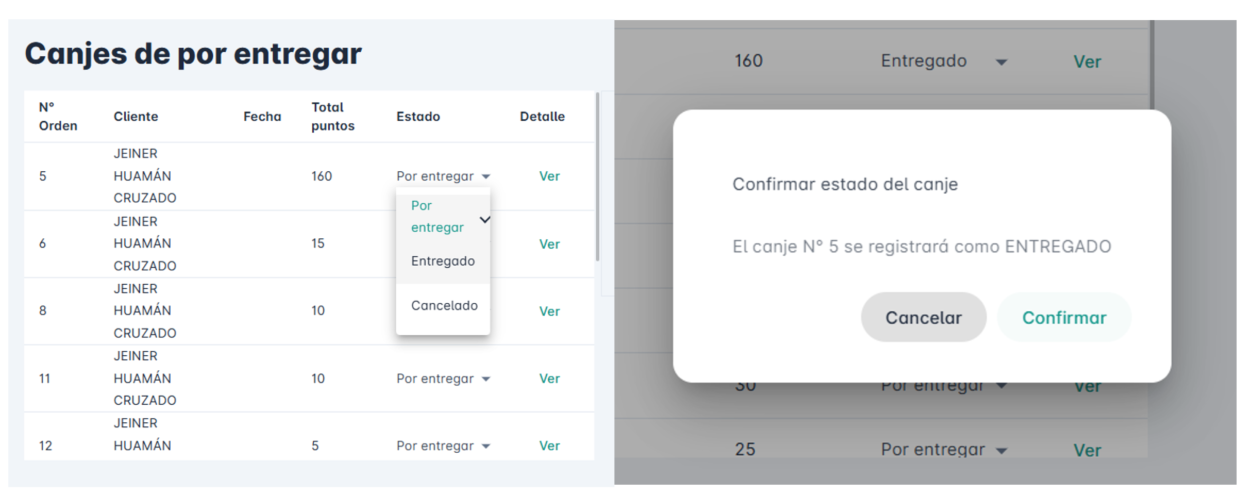 Canjes de por entregar
N° Orden Cliente Fecha Total puntos Estado Detalle
5 JEINER HUAMÁN CRUZADO 160 Por entregar Ver
Por entregar
Entregado
Cancelado
6 JEINER HUAMÁN CRUZADO 15 Ver
8 JEINER HUAMÁN CRUZADO 10 Ver
11 JEINER HUAMÁN CRUZADO 10 Por entregar Ver
12 JEINER HUAMÁN 5 Por entregar Ver
160 Entregado Ver
Confirmar estado del canje
El canje N° 5 se registrará como ENTREGADO
Cancelar Confirmar
30 Por entregar Ver
25 Por entregar Ver